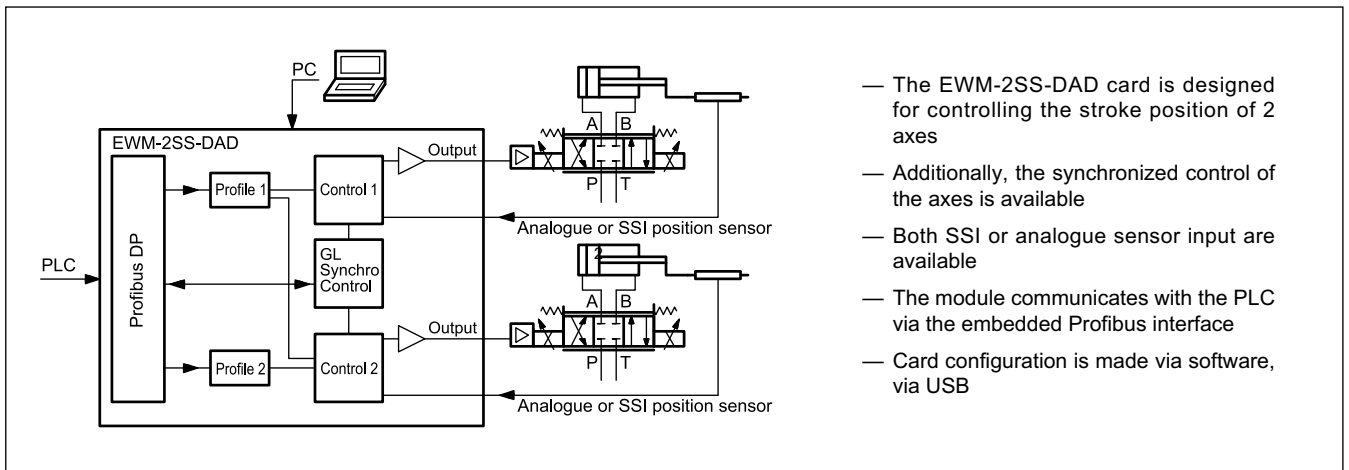 PC
EWM-2SS-DAD
PLC
Profibus DP
Profile 1
Profile 2
Control 1
GL
Synchro
Control
Control 2
Output
A B
P T
Analogue or SSI position sensor
2
Output
A B
P T
Analogue or SSI position sensor
— The EWM-2SS-DAD card is designed
for controlling the stroke position of 2
axes
— Additionally, the synchronized control of
the axes is available
— Both SSI or analogue sensor input are
available
— The module communicates with the PLC
via the embedded Profibus interface
— Card configuration is made via software,
via USB